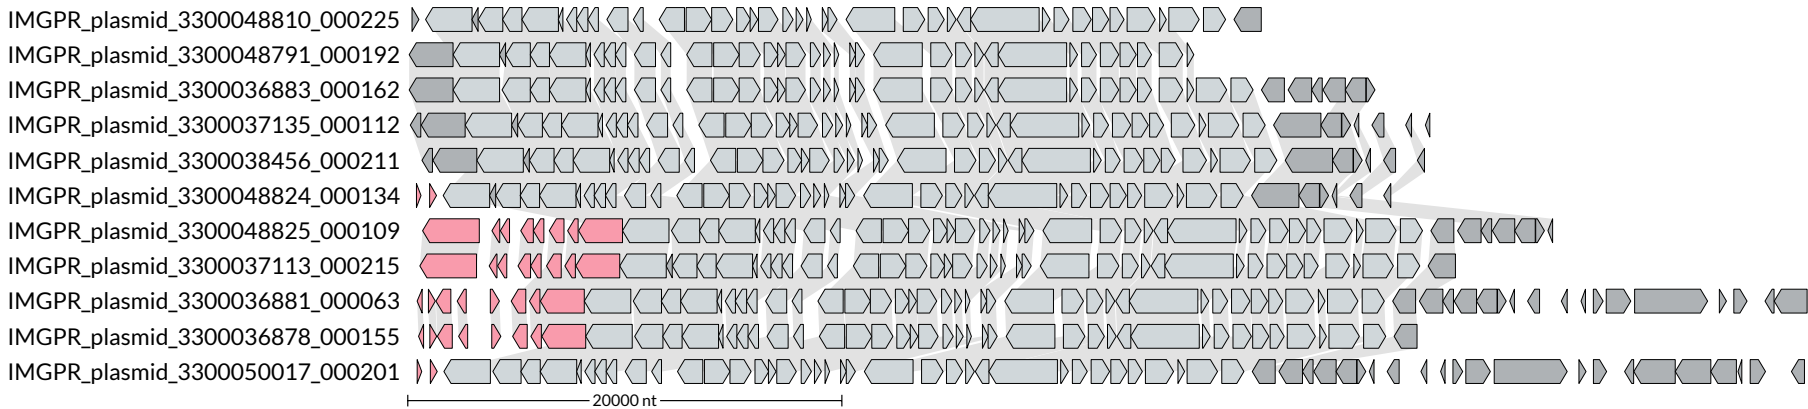 IMGPR_plasmid_3300048810_000225
IMGPR_plasmid_3300048791_000192
IMGPR_plasmid_3300036883_000162
IMGPR_plasmid_3300037135_000112
IMGPR_plasmid_3300038456_000211
IMGPR_plasmid_3300048824_000134
IMGPR_plasmid_3300048825_000109
IMGPR_plasmid_3300037113_000215
IMGPR_plasmid_3300036881_000063
IMGPR_plasmid_3300036878_000155
IMGPR_plasmid_3300050017_000201
20000 nt